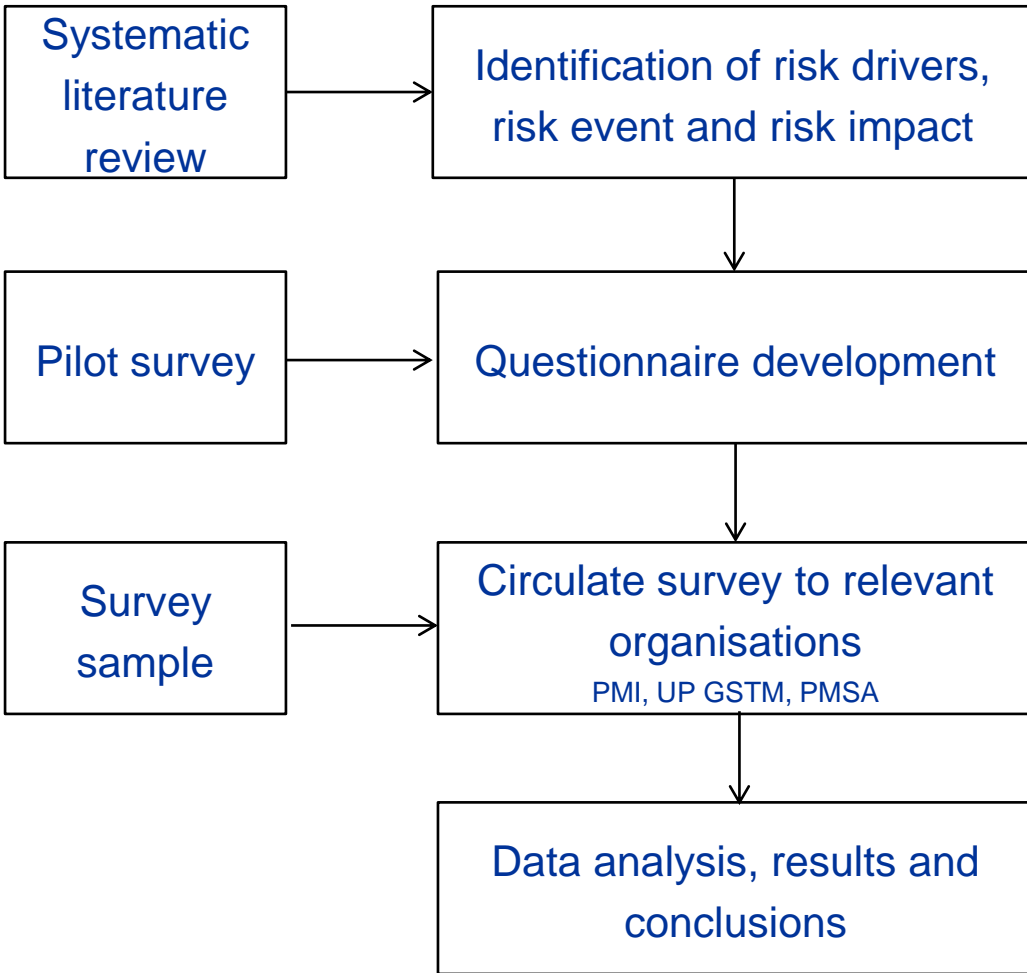 Systematic
literature
review
Identification of risk drivers,
risk event and risk impact
Pilot survey
Questionnaire development
Survey
sample
Circulate survey to relevant
organisations
PMI, UP GSTM, PMSA
Data analysis, results and
conclusions